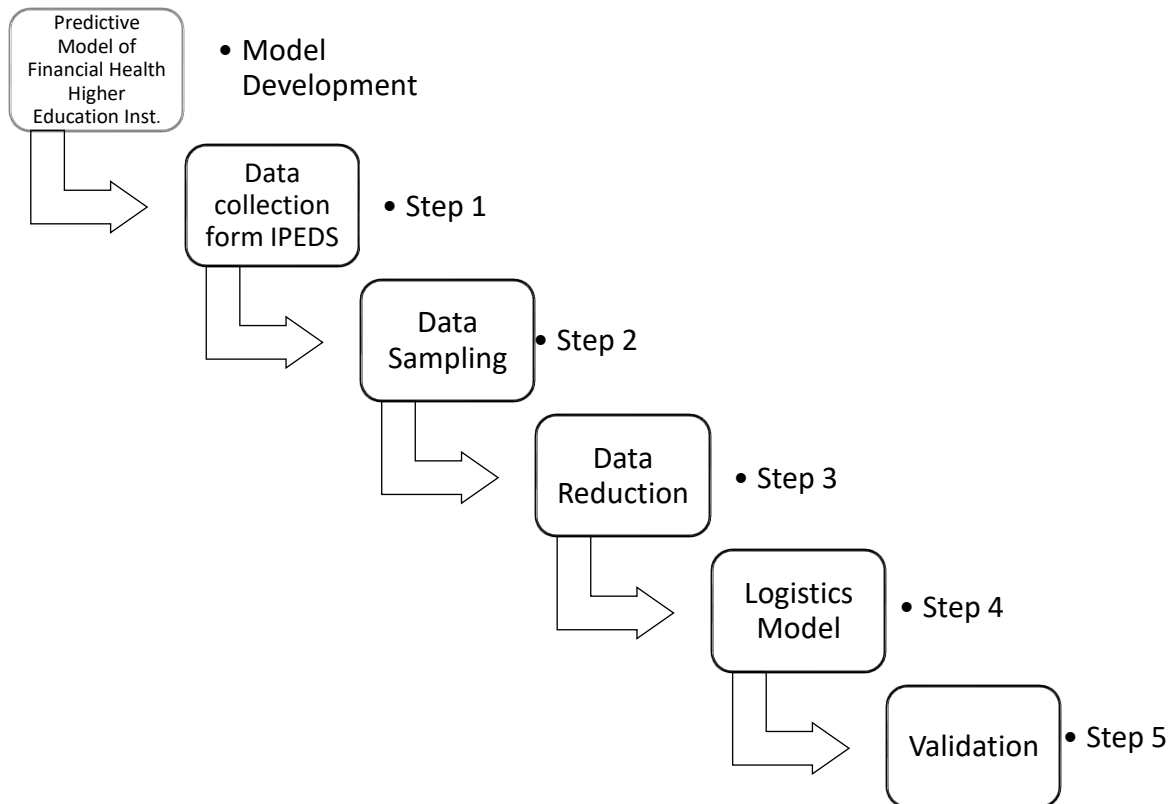 Predictive
Model of
Financial Health
Higher
Education Inst.
• Model
Development
Data
collection
form IPEDS
• Step 1
Data
Sampling
• Step 2
Data
Reduction
• Step 3
Logistics
Model
• Step 4
Validation
• Step 5